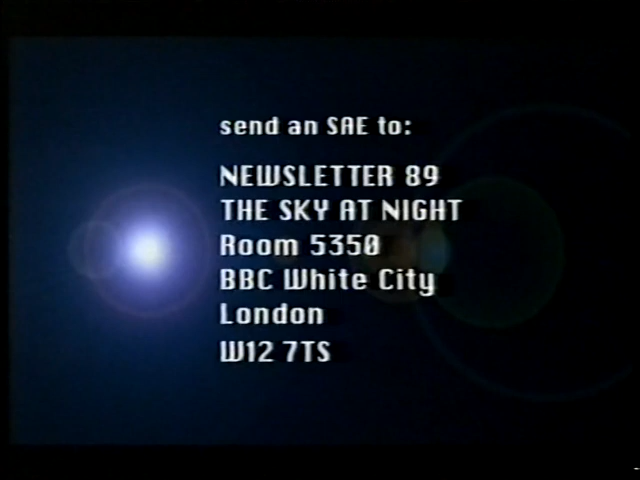 send an SAE to:
NEWSLETTER 89
THE SKY AT NIGHT
Room 5350
BBC White City
London
W12 7TS